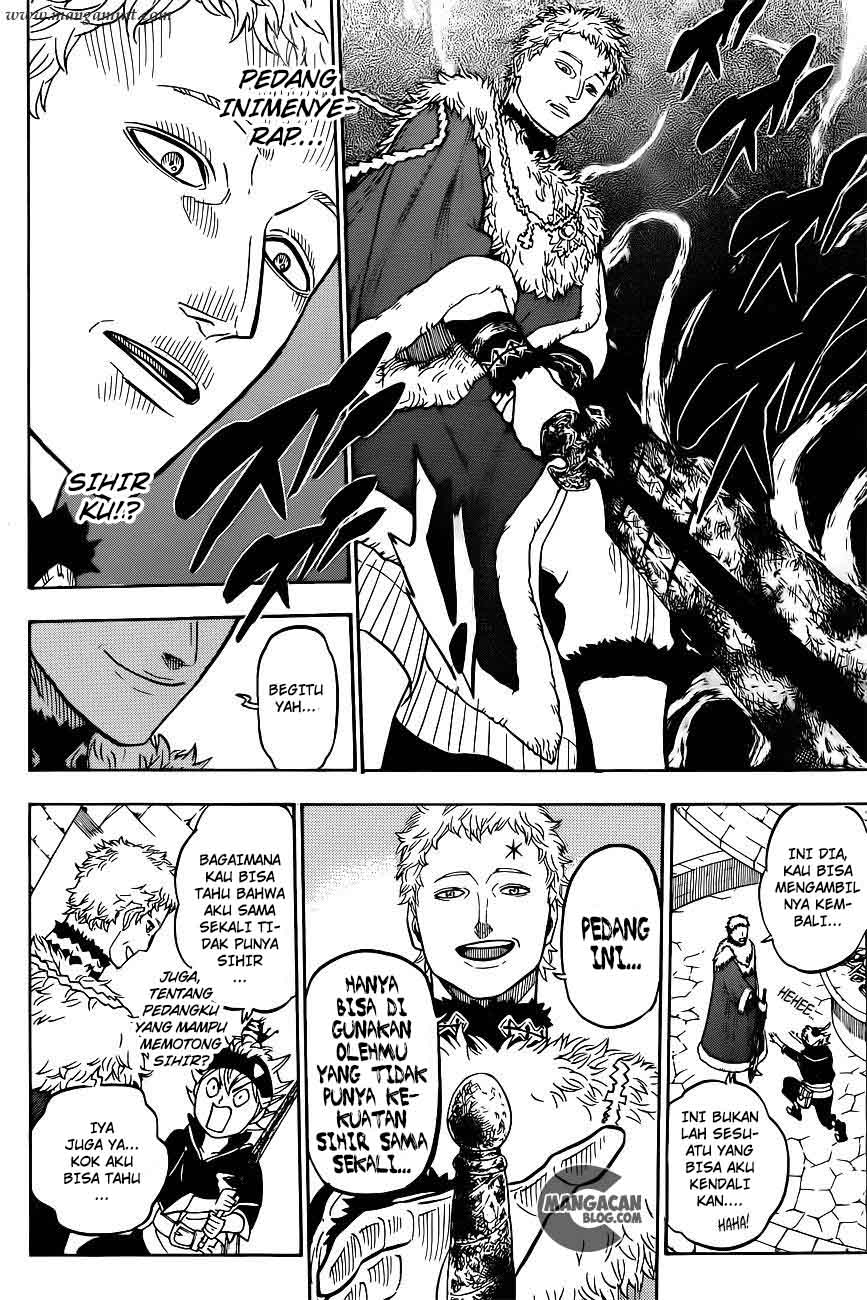 www.mangamint.com
PEDANG
INIMENYE-
RAP...
SIHIR
KU!?
BEGITU
YAH...
INI DIA,
KAU BISA
MENGAMBIL
NYA KEM-
BALI...
HEHEE...
INI BUKAN
LAH SESU-
ATU YANG
BISA AKU
KENDALI
KAN....
HAHA!
PEDANG
INI...
HANYA
BISA DI
GUNAKAN
OLEHMU
YANG TIDAK
PUNYA KE-
KUATAN
SIHIR SAMA
SEKALI...
BAGAIMANA
KAU BISA
TAHU BAHWA
AKU SAMA
SEKALI TI-
DAK PUNYA
SIHIR
...
JUGA,
TENTANG
PEDANGKU
YANG MAMPU
MEMOTONG
SIHIR?
IYA
JUGA YA...
KOK AKU
BISA TAHU
...
MANGACAN
BLOG.COM